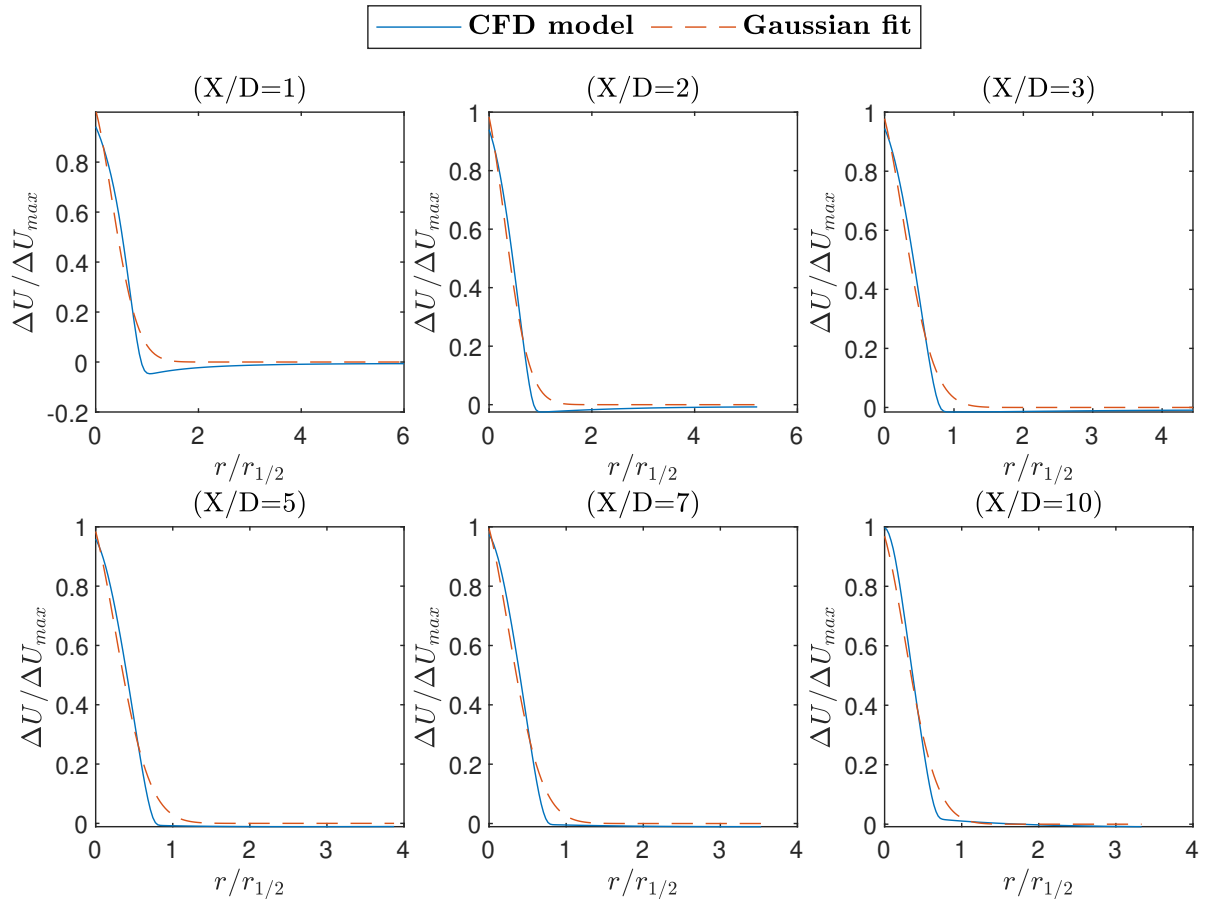 CFD model Gaussian fit
(X/D=1) (X/D=2) (X/D=3)
ΔU/ΔU_max ΔU/ΔU_max ΔU/ΔU_max
0.8 1 1
0.6 0.8 0.8
0.4 0.6 0.6
0.2 0.4 0.4
0 0.2 0.2
-0.2 0 0
0 2 4 6 0 2 4 6 0 1 2 3 4
r/r_1/2 r/r_1/2 r/r_1/2
(X/D=5) (X/D=7) (X/D=10)
ΔU/ΔU_max ΔU/ΔU_max ΔU/ΔU_max
1 1 1
0.8 0.8 0.8
0.6 0.6 0.6
0.4 0.4 0.4
0.2 0.2 0.2
0 0 0
0 1 2 3 4 0 1 2 3 4 0 1 2 3 4
r/r_1/2 r/r_1/2 r/r_1/2